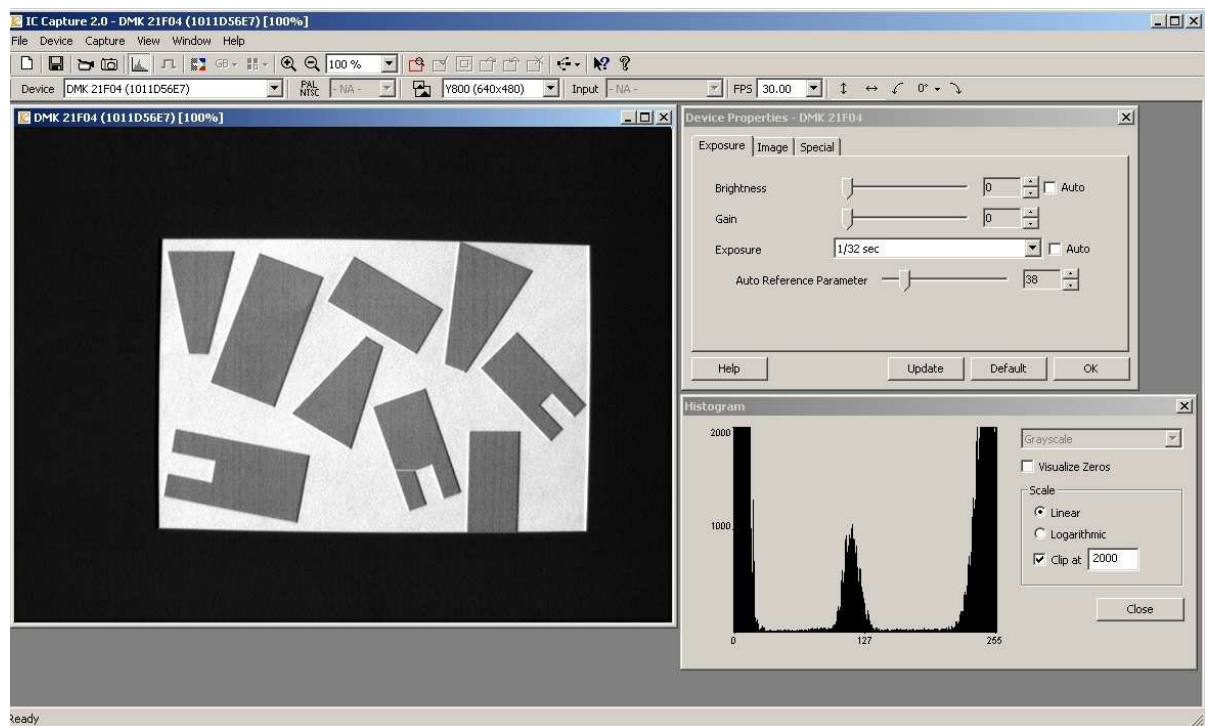 IC Capture 2.0 - DMK 21F04 (1011D56E7) [100%]
File Device Capture View Window Help
GB 100 %
Device DMK 21F04 (1011D56E7) PAL NTSC - NA - Y800 (640x480) Input - NA - FPS 30.00 0°
DMK 21F04 (1011D56E7) [100%]
Device Properties - DMK 21F04
Exposure Image Special
Brightness 0 Auto
Gain 0
Exposure 1/32 sec Auto
Auto Reference Parameter 38
Help Update Default OK
Histogram
2000
1000
0 127 255
Grayscale
Visualize Zeros
Scale
Linear
Logarithmic
Clip at 2000
Close
Ready